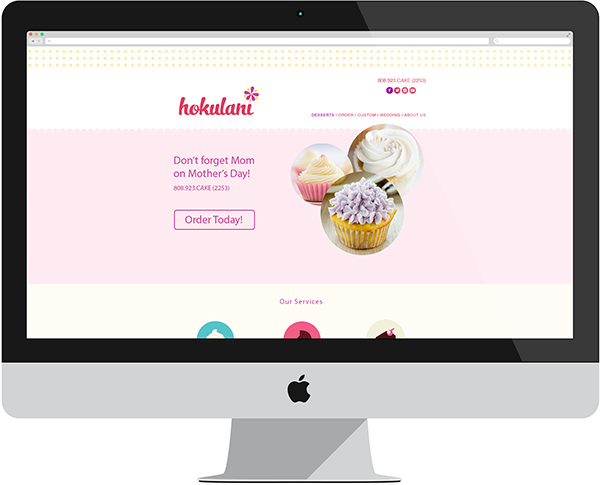 808.923.CAKE (2253)
hokulani
DESSERTS | ORDER | CUSTOM | WEDDING | ABOUT US
Don't forget Mom
on Mother's Day!
808.923.CAKE (2253)
Order Today!
Our Services